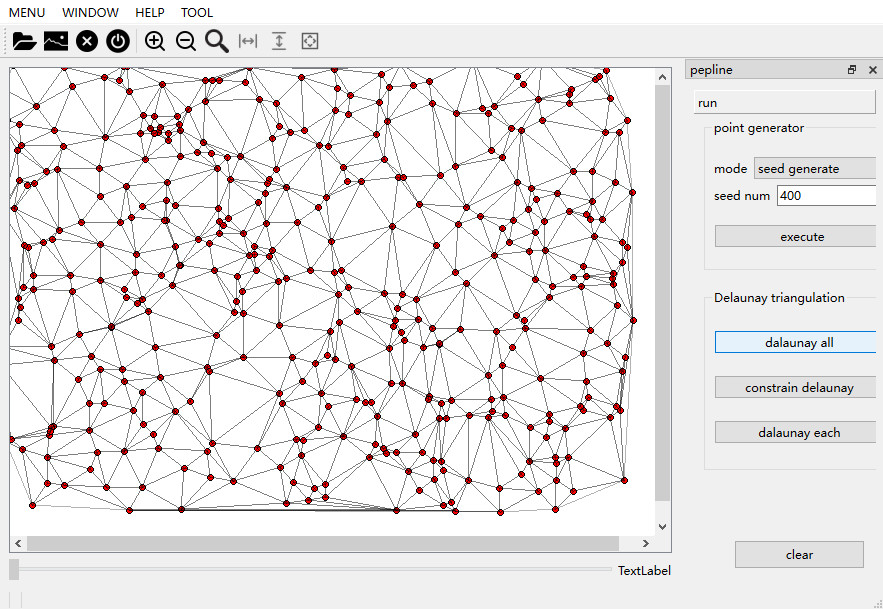 MENU WINDOW HELP TOOL
pepline
run
point generator
mode seed generate
seed num 400
execute
Delaunay triangulation
dalaunay all
constrain delaunay
dalaunay each
clear
TextLabel